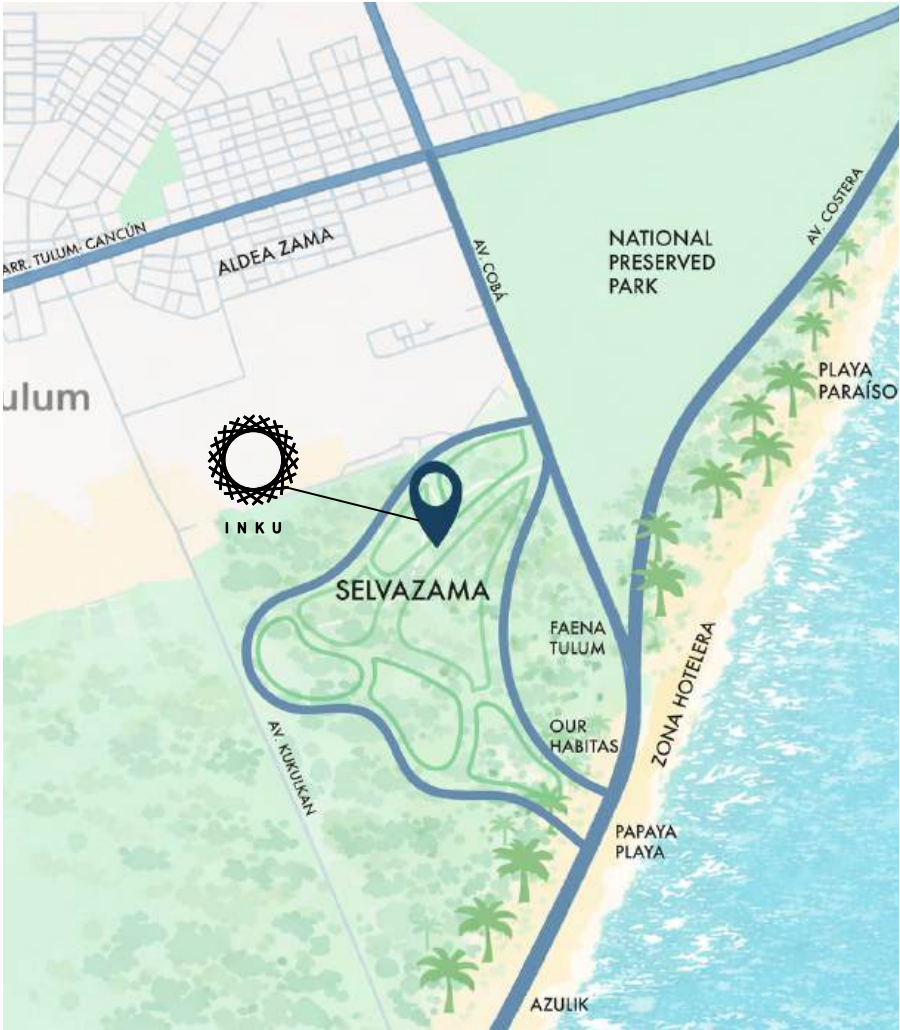 ARR. TULUM- CANCÚN
ALDEA ZAMA
AV. COBÁ
NATIONAL
PRESERVED
PARK
AV. COSTERA
PLAYA
PARAÍSO
ulum
INKU
SELVAZAMA
FAENA
TULUM
ZONA HOTELERA
OUR
HABITAS
AV. KUKULKAN
PAPAYA
PLAYA
AZULIK